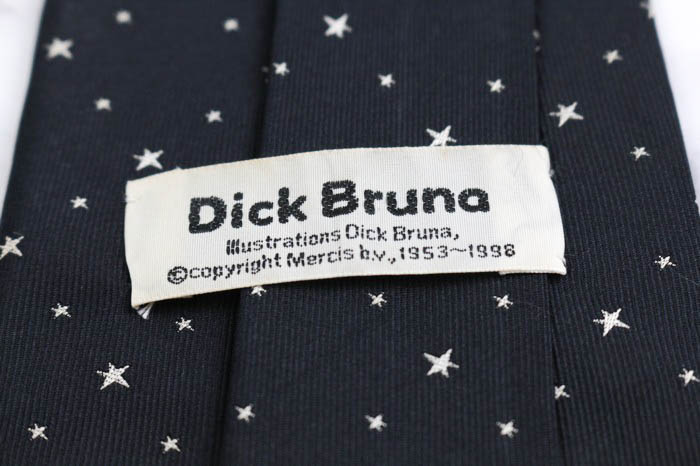 Dick Bruna
Illustrations Dick Bruna,
©copyright Mercis b.v., 1953~1998